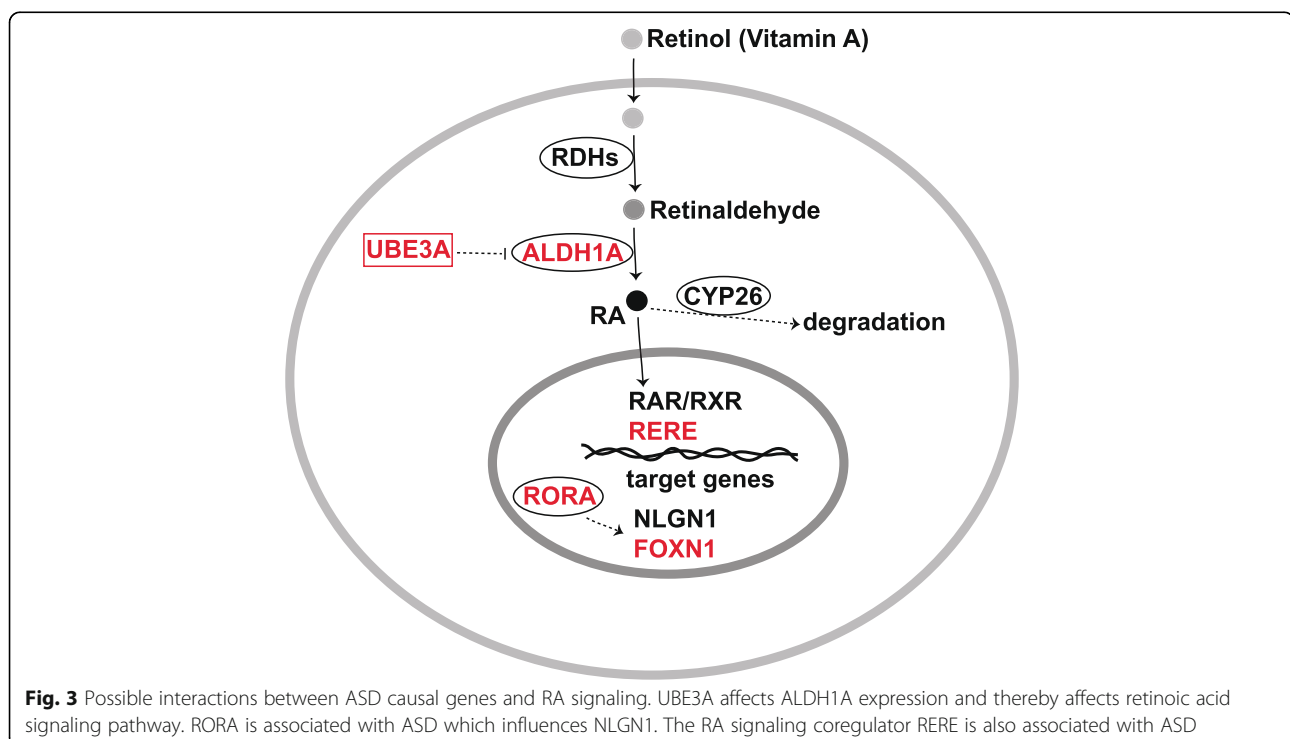 Retinol (Vitamin A)
RDHs
Retinaldehyde
UBE3A
ALDH1A
CYP26
RA
degradation
RAR/RXR
RERE
target genes
RORA
NLGN1
FOXN1
Fig. 3 Possible interactions between ASD causal genes and RA signaling. UBE3A affects ALDH1A expression and thereby affects retinoic acid
signaling pathway. RORA is associated with ASD which influences NLGN1. The RA signaling coregulator RERE is also associated with ASD